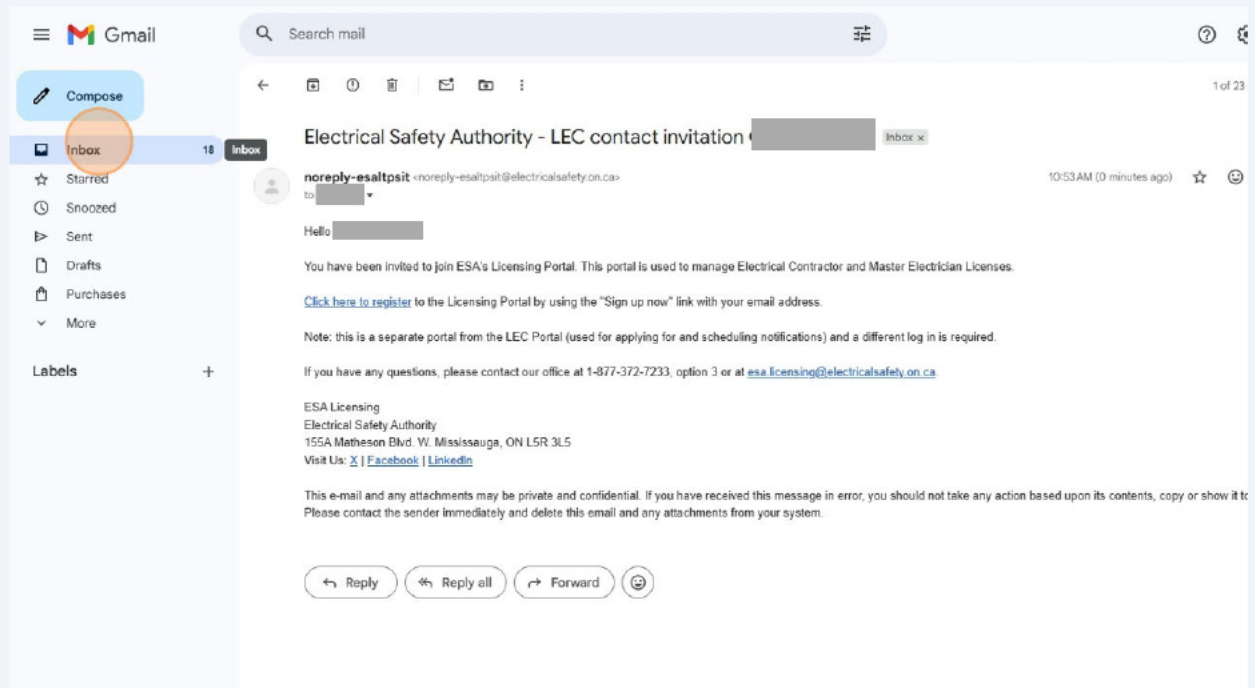 Gmail
Search mail
Compose
1 of 23
Electrical Safety Authority - LEC contact invitation
Inbox x
Inbox 18
Inbox
noreply-esaltpsit <noreply-esaltpsit@electricalsafety.on.ca>
10:53 AM (0 minutes ago)
to
Starred
Snoozed
Sent
Drafts
Purchases
More
Labels +
Hello
You have been invited to join ESA's Licensing Portal. This portal is used to manage Electrical Contractor and Master Electrician Licenses.
Click here to register to the Licensing Portal by using the "Sign up now" link with your email address.
Note: this is a separate portal from the LEC Portal (used for applying for and scheduling notifications) and a different log in is required.
If you have any questions, please contact our office at 1-877-372-7233, option 3 or at esa.licensing@electricalsafety.on.ca.
ESA Licensing
Electrical Safety Authority
155A Matheson Blvd. W. Mississauga, ON L5R 3L5
Visit Us: X | Facebook | LinkedIn
This e-mail and any attachments may be private and confidential. If you have received this message in error, you should not take any action based upon its contents, copy or show it to
Please contact the sender immediately and delete this email and any attachments from your system.
Reply
Reply all
Forward